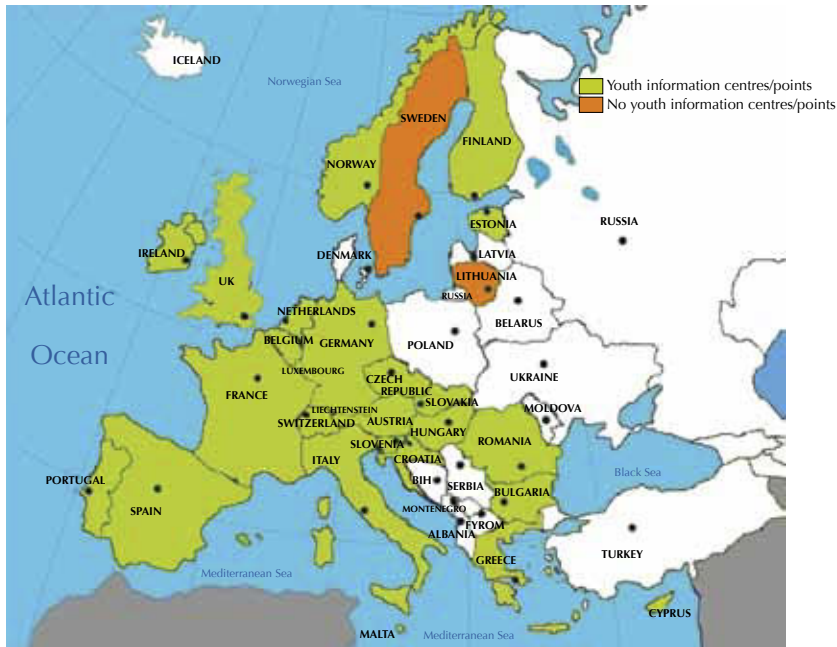 ICELAND
Norwegian Sea
Youth information centres/points
No youth information centres/points
SWEDEN
FINLAND
NORWAY
ESTONIA
RUSSIA
IRELAND
DENMARK
LATVIA
LITHUANIA
UK
RUSSIA
Atlantic
Ocean
NETHERLANDS
BELARUS
BELGIUM
GERMANY
POLAND
LUXEMBOURG
UKRAINE
CZECH
REPUBLIC
FRANCE
SLOVAKIA
LIECHTENSTEIN
MOLDOVA
SWITZERLAND
AUSTRIA
HUNGARY
SLOVENIA
ROMANIA
ITALY
CROATIA
PORTUGAL
BIH
SERBIA
Black Sea
BULGARIA
SPAIN
MONTENEGRO
FYROM
ALBANIA
TURKEY
GREECE
Mediterranean Sea
CYPRUS
MALTA
Mediterranean Sea